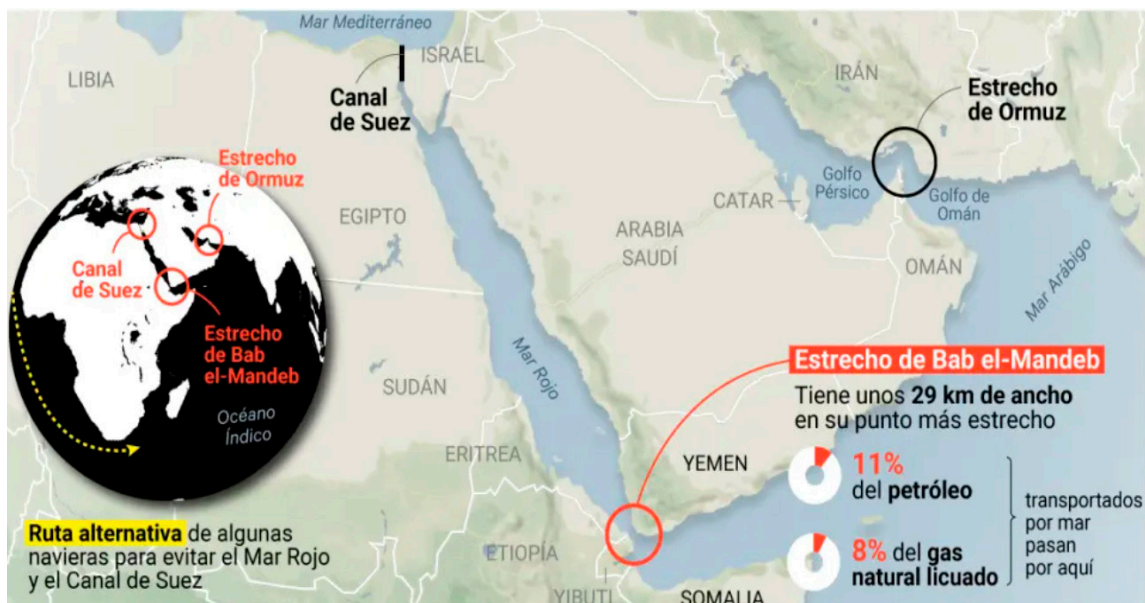 Mar Mediterráneo
LIBIA
ISRAEL
Canal
de Suez
IRÁN
Estrecho
de Ormuz
Golfo
Pérsico
Golfo de
Omán
CATAR
EGIPTO
ARABIA
SAUDÍ
OMÁN
Mar Arábigo
Mar Rojo
SUDÁN
ERITREA
YEMEN
ETIOPÍA
YIBUTI
SOMALIA
Estrecho
de Ormuz
Canal
de Suez
Estrecho
de Bab
el-Mandeb
Océano
Índico
Ruta alternativa de algunas
navieras para evitar el Mar Rojo
y el Canal de Suez
Estrecho de Bab el-Mandeb
Tiene unos 29 km de ancho
en su punto más estrecho
11%
del petróleo
8% del gas
natural licuado
transportados
por mar
pasan
por aquí